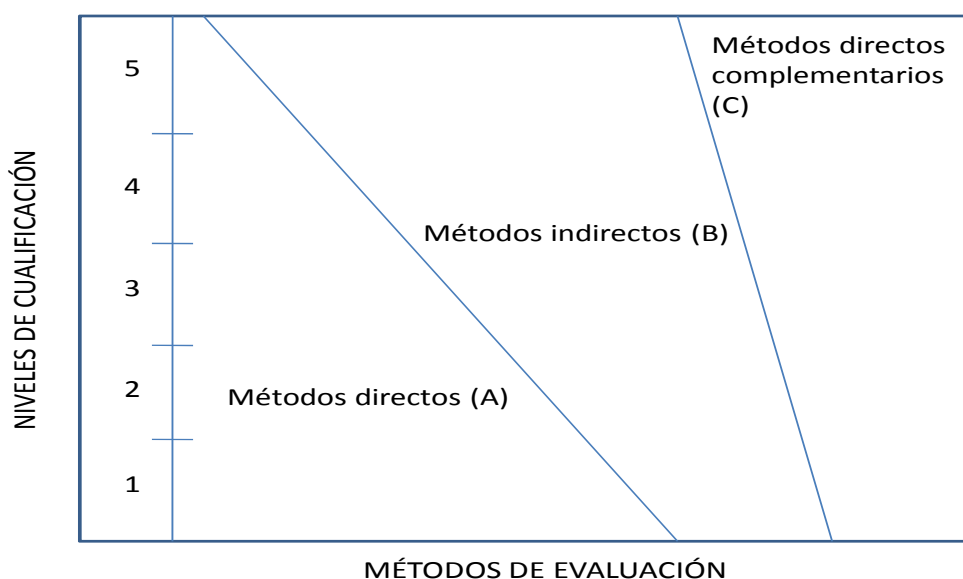 NIVELES DE CUALIFICACIÓN
5
4
3
2
1
Métodos directos
complementarios
(C)
Métodos indirectos (B)
Métodos directos (A)
MÉTODOS DE EVALUACIÓN